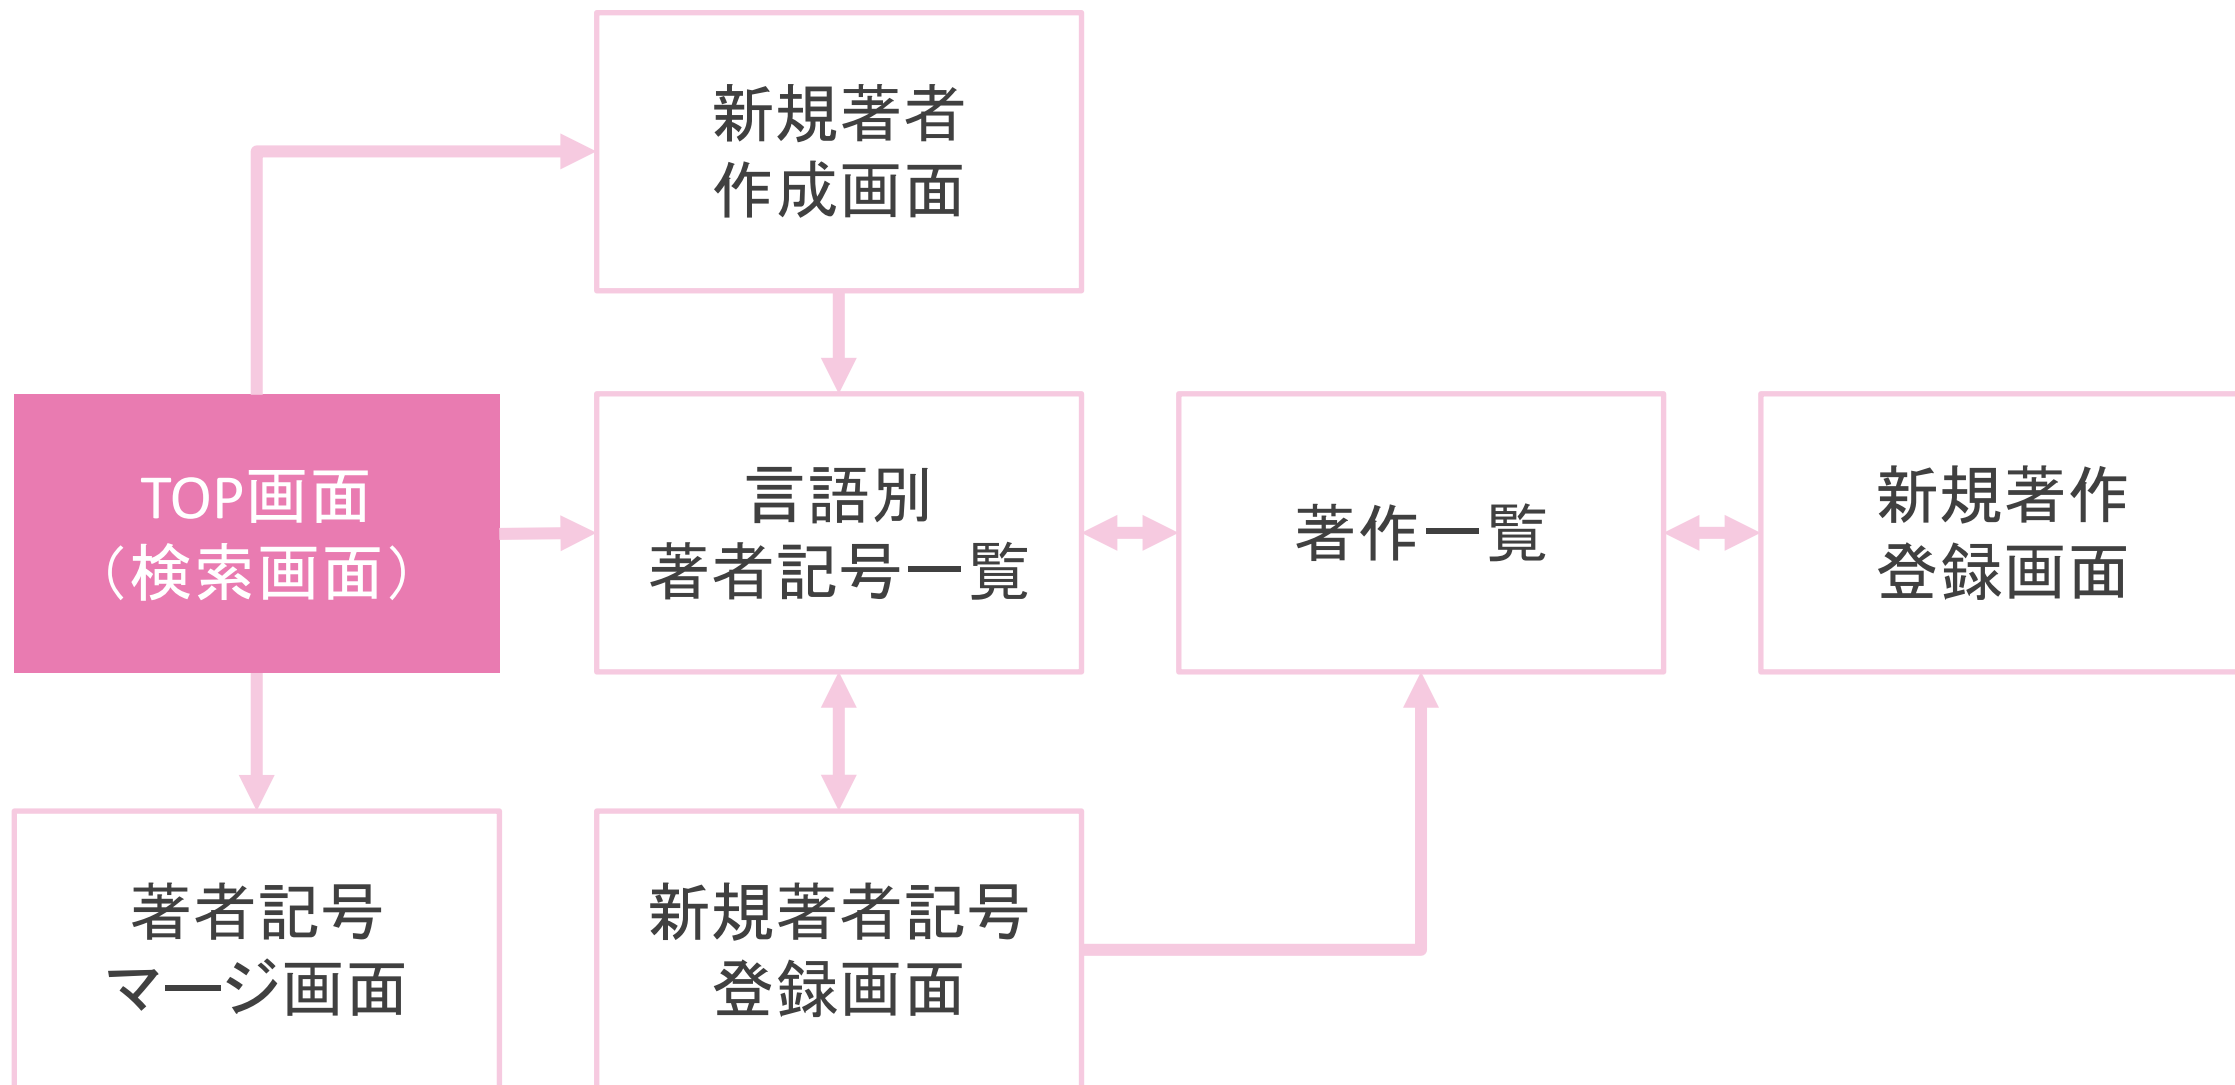 新規著者
作成画面
TOP画面
（検索画面）
言語別
著者記号一覧
著作一覧
新規著作
登録画面
著者記号
マージ画面
新規著者記号
登録画面